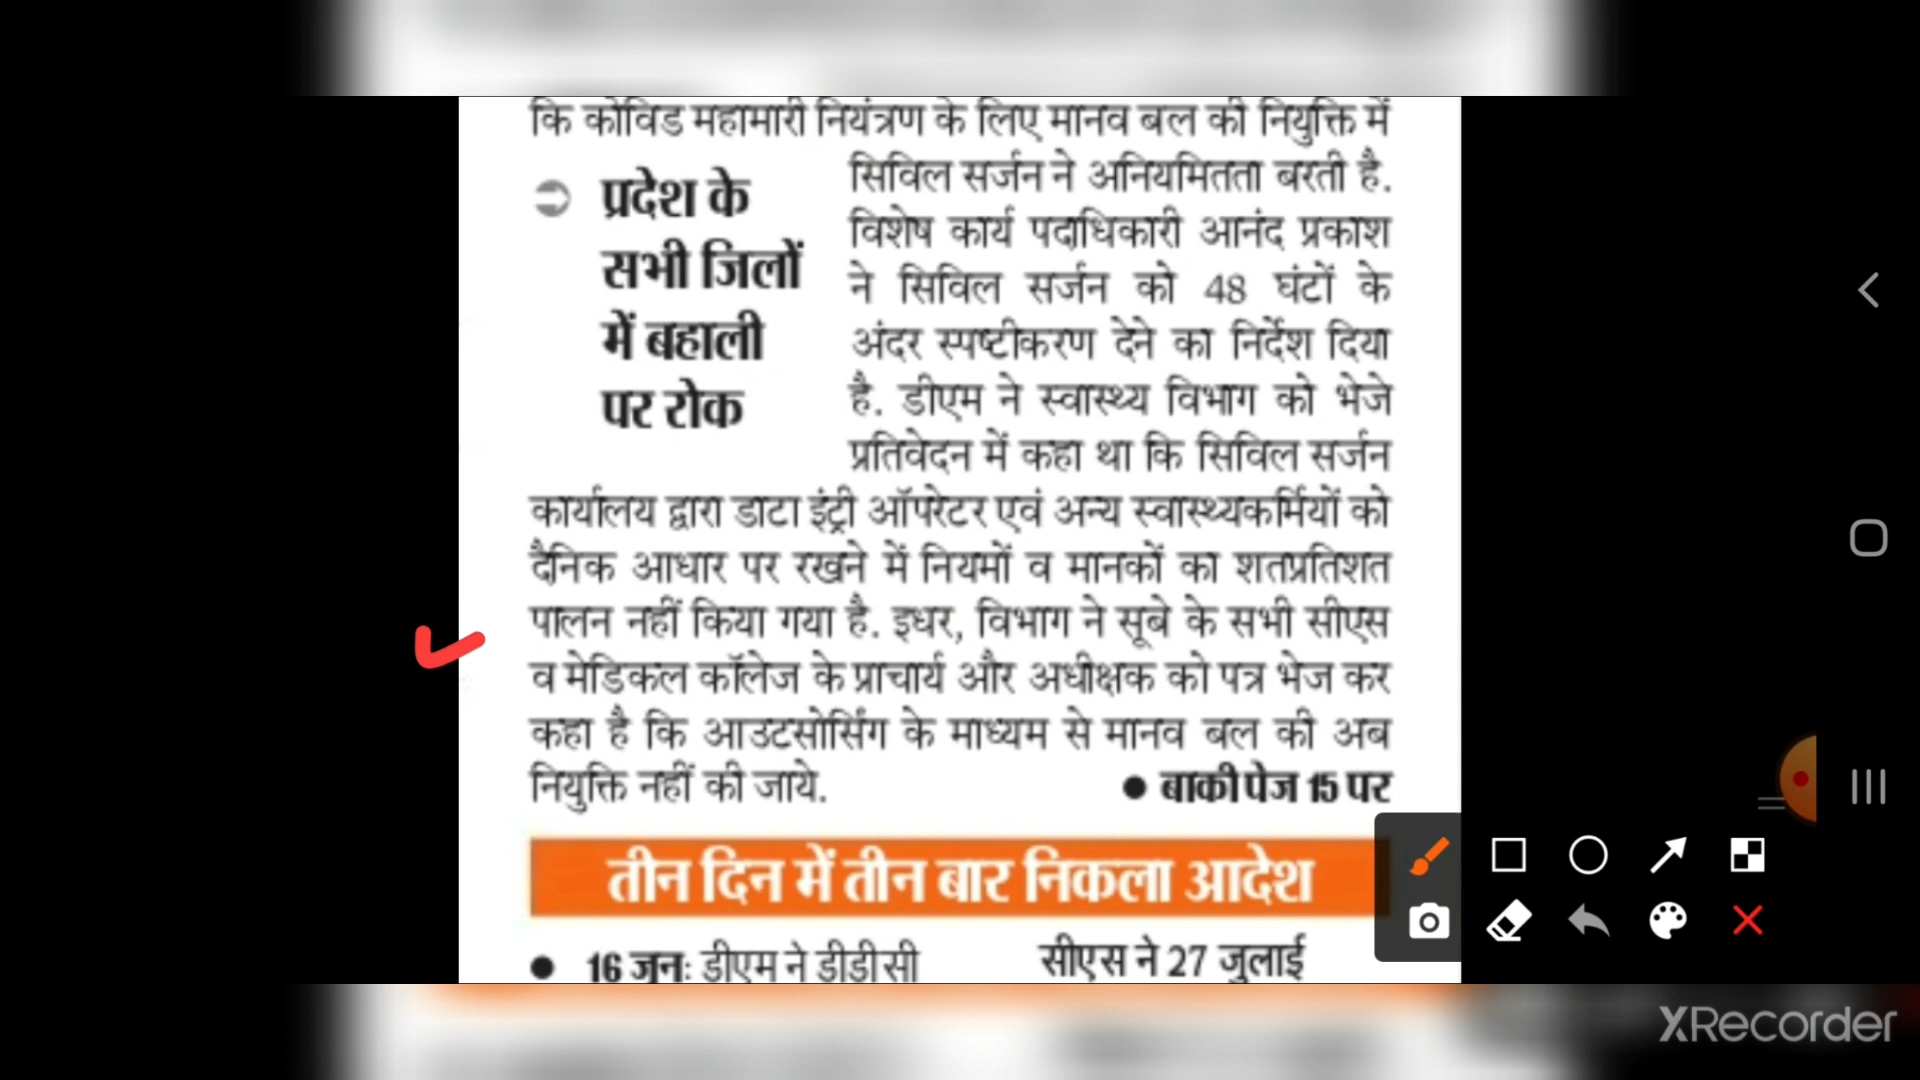 कि कोविड महामारी नियंत्रण के लिए मानव बल की नियुक्ति में
प्रदेश के
सभी जिलों
में बहाली
पर रोक
सिविल सर्जन ने अनियमितता बरती है.
विशेष कार्य पदाधिकारी आनंद प्रकाश
ने सिविल सर्जन को 48 घंटों के
अंदर स्पष्टीकरण देने का निर्देश दिया
है. डीएम ने स्वास्थ्य विभाग को भेजे
प्रतिवेदन में कहा था कि सिविल सर्जन
कार्यालय द्वारा डाटा इंट्री ऑपरेटर एवं अन्य स्वास्थ्यकर्मियों को
दैनिक आधार पर रखने में नियमों व मानकों का शतप्रतिशत
पालन नहीं किया गया है. इधर, विभाग ने सूबे के सभी सीएस
व मेडिकल कॉलेज के प्राचार्य और अधीक्षक को पत्र भेज कर
कहा है कि आउटसोर्सिंग के माध्यम से मानव बल की अब
नियुक्ति नहीं की जाये.
● बाकी पेज 15 पर
तीन दिन में तीन बार निकला आदेश
● 16 जून: डीएम ने डीडीसी
सीएस ने 27 जुलाई
XRecorder